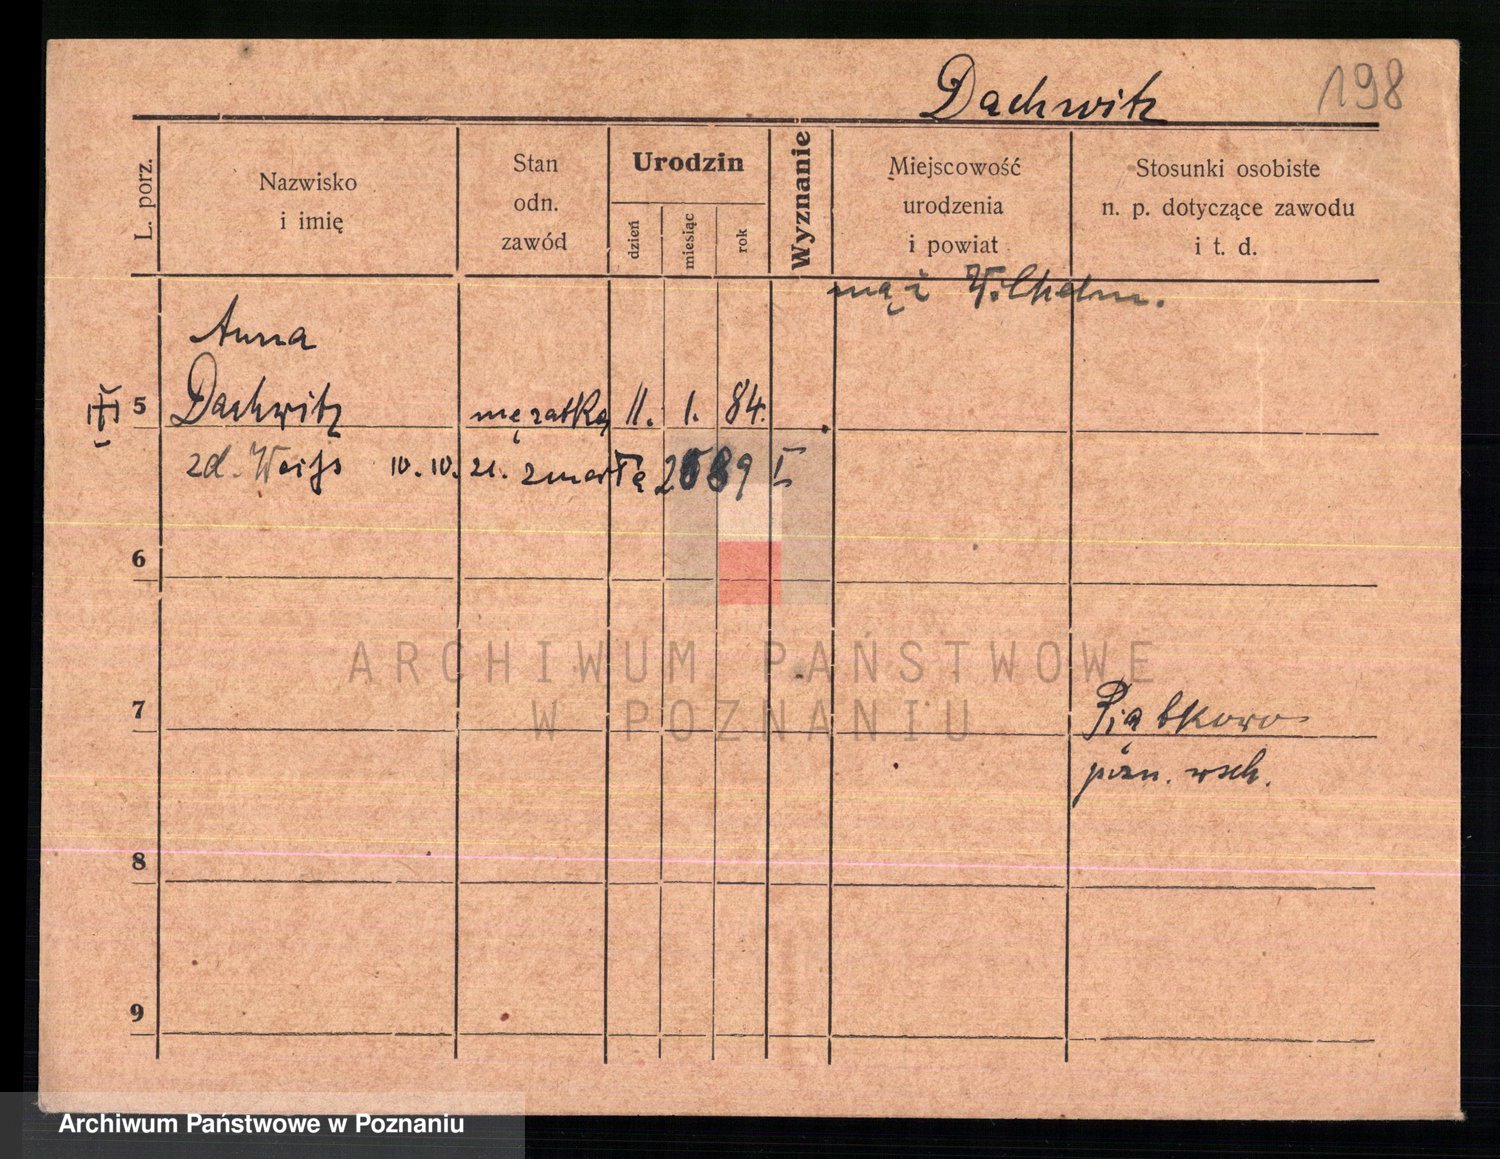 Dachwitz
198
L. porz.
Nazwisko
i imię
Stan
odn.
zawód
Urodzin
dzień
miesiąc
rok
Wyznanie
Miejscowość
urodzenia
i powiat
Stosunki osobiste
n. p. dotyczące zawodu
i t. d.
mąż Wilhelm.
Anna
5 Dachwitz mężatka 11. 1. 84.
zd. Weiss 10. 10. 21. zmarła
6
ARCHIWUM PAŃSTWOWE
W POZNANIU
7 Piątkowo
pozn. wsch.
8
9
Archiwum Państwowe w Poznaniu